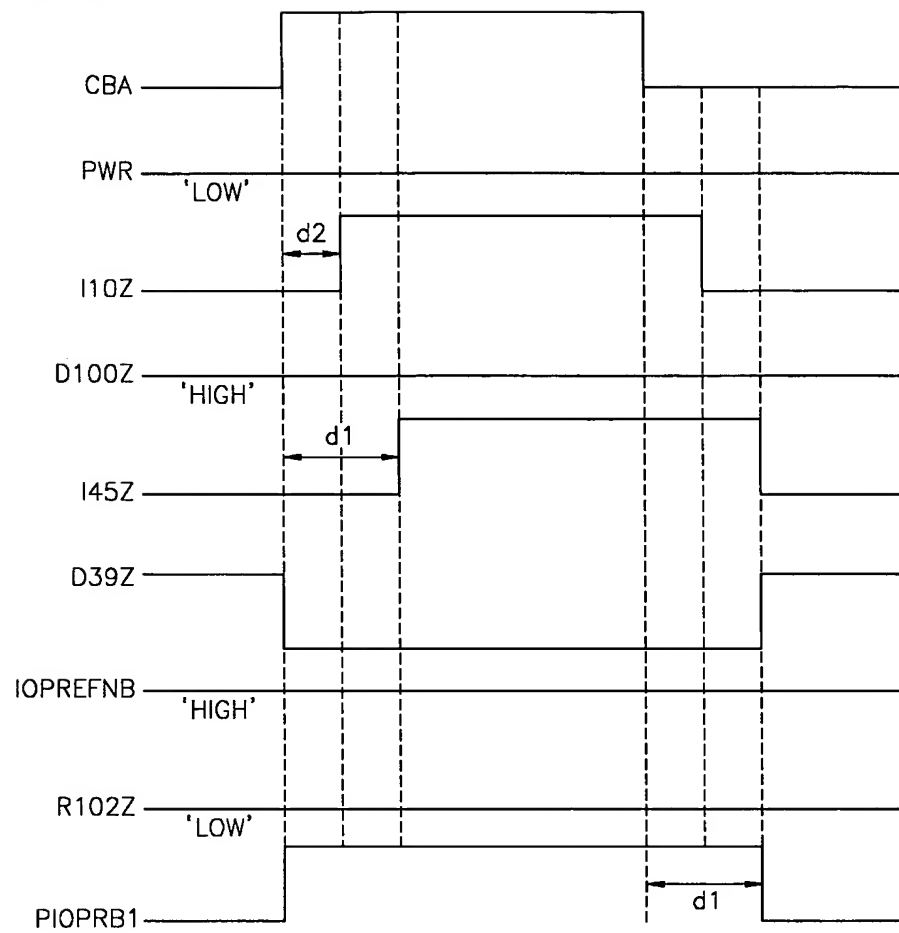 CBA
PWR
'LOW'
d2
I10Z
D100Z
'HIGH'
d1
I45Z
D39Z
IOPREFNB
'HIGH'
R102Z
'LOW'
d1
PIOPRB1